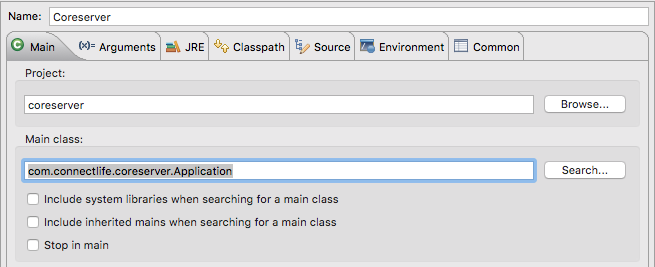 Name: Coreserver
Main (x)= Arguments JRE Classpath Source Environment Common
Project:
coreserver Browse...
Main class:
com.connectlife.coreserver.Application Search...
Include system libraries when searching for a main class
Include inherited mains when searching for a main class
Stop in main